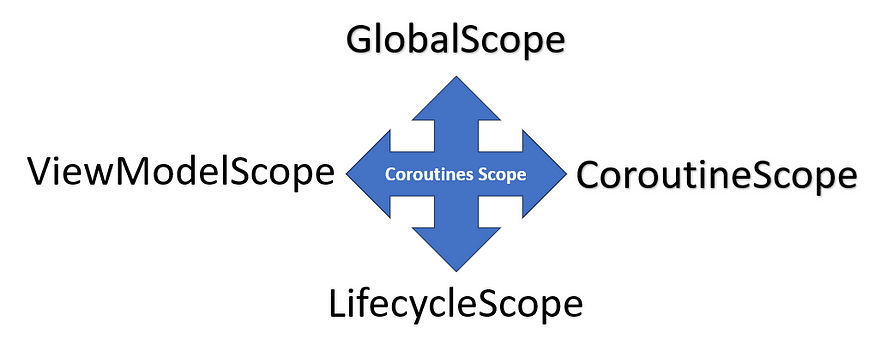 GlobalScope
ViewModelScope
Coroutines Scope
CoroutineScope
LifecycleScope